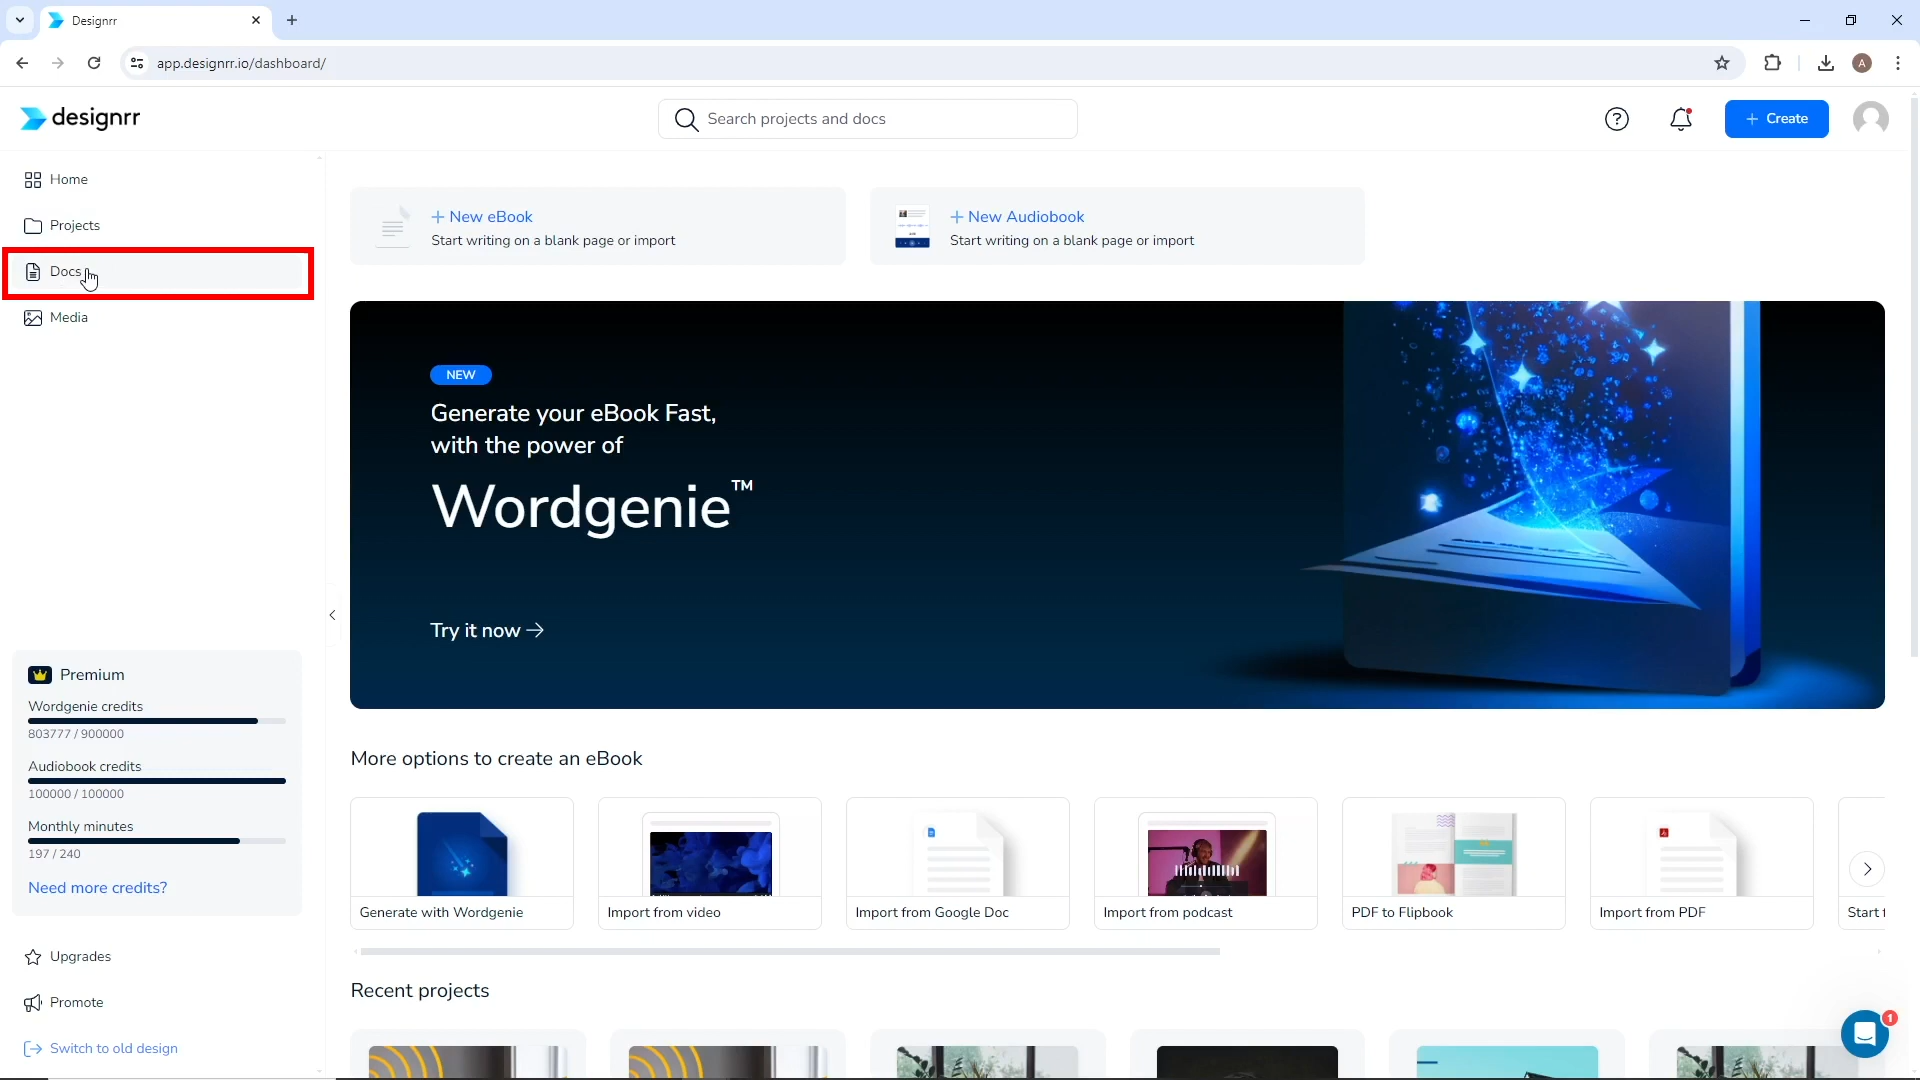 Designrr
app.designrr.io/dashboard/
A
designrr
Search projects and docs
+ Create
Home
Projects
Docs
Media
+ New eBook
Start writing on a blank page or import
+ New Audiobook
Start writing on a blank page or import
NEW
Generate your eBook Fast,
with the power of
Wordgenie™
Try it now →
Premium
Wordgenie credits
803777 / 900000
Audiobook credits
100000 / 100000
Monthly minutes
197 / 240
Need more credits?
Upgrades
Promote
Switch to old design
More options to create an eBook
Generate with Wordgenie
Import from video
Import from Google Doc
Import from podcast
PDF to Flipbook
Import from PDF
Start
Recent projects
1